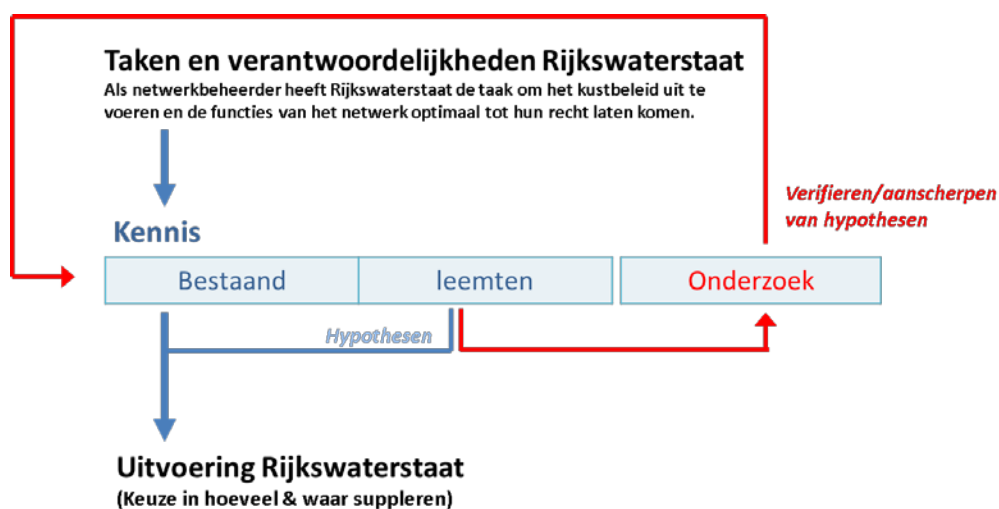 Taken en verantwoordelijkheden Rijkswaterstaat
Als netwerkbeheerder heeft Rijkswaterstaat de taak om het kustbeleid uit te
voeren en de functies van het netwerk optimaal tot hun recht laten komen.
Verifieren/aanscherpen
van hypothesen
Kennis
Bestaand
leemten
Onderzoek
Hypothesen
Uitvoering Rijkswaterstaat
(Keuze in hoeveel & waar suppleren)